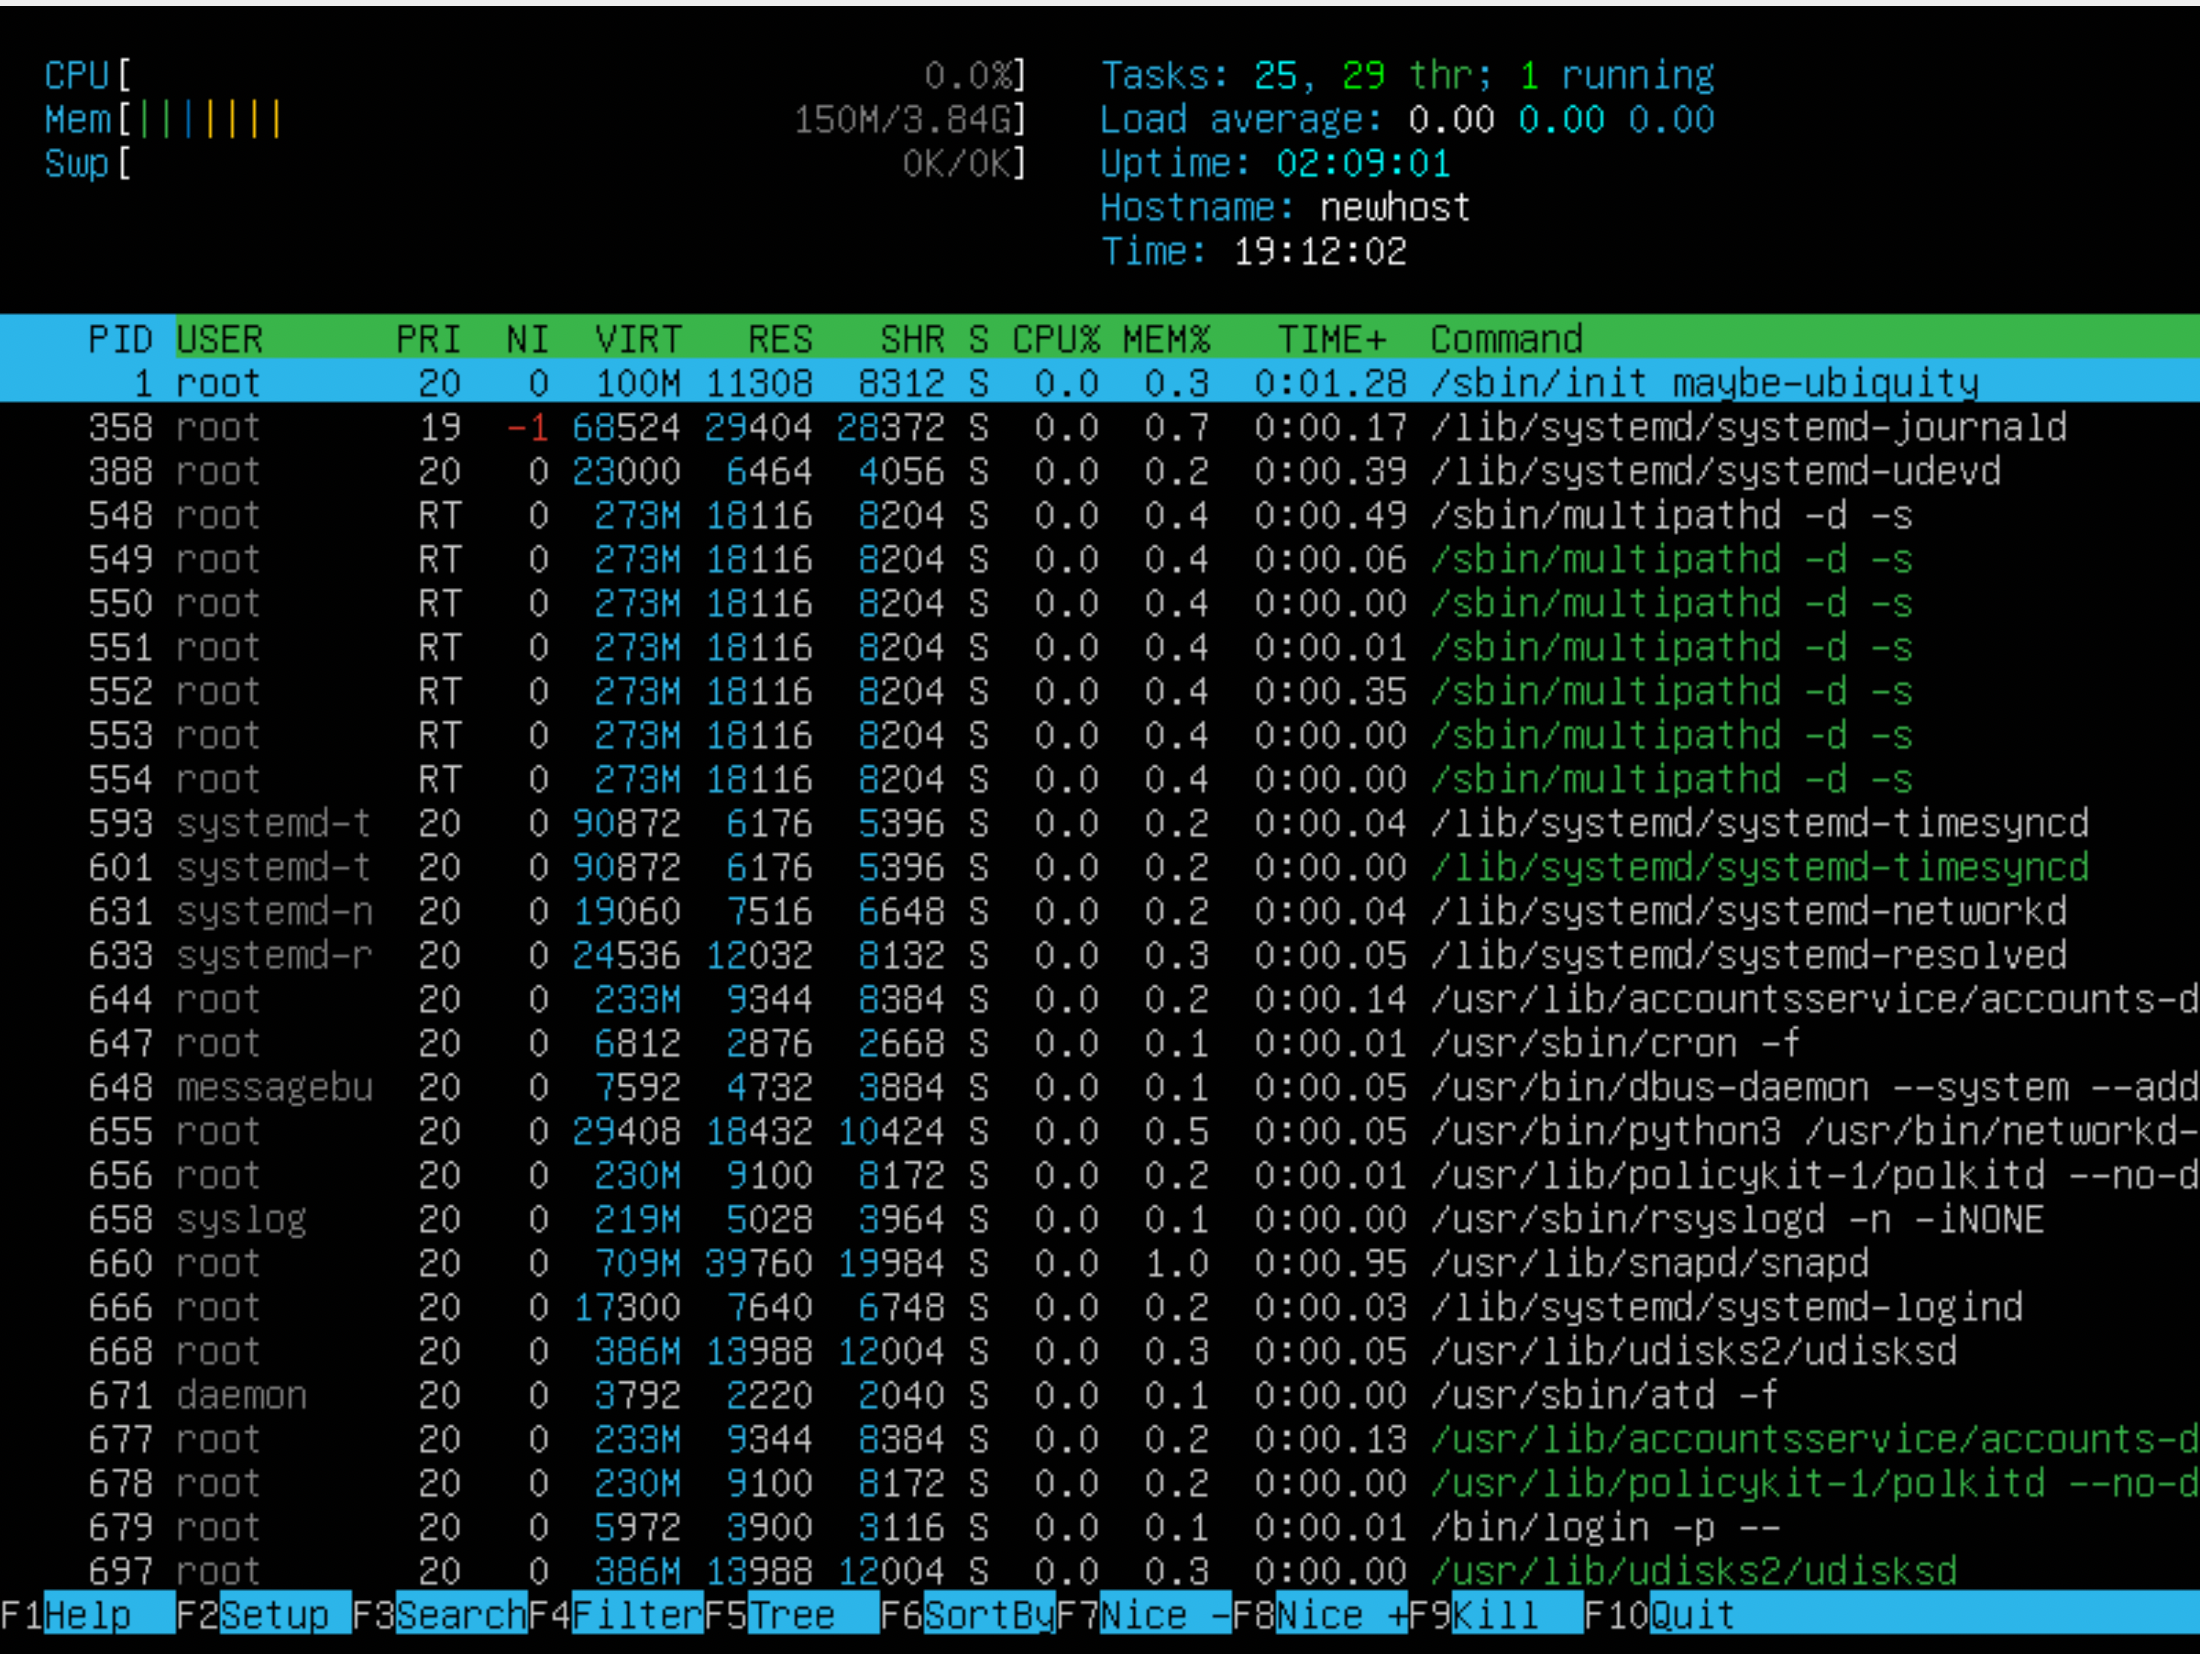 CPU[ 0.0%] Tasks: 25, 29 thr; 1 running
Mem[||||||| 150M/3.84G] Load average: 0.00 0.00 0.00
Swp[ 0K/0K] Uptime: 02:09:01
Hostname: newhost
Time: 19:12:02
PID USER PRI NI VIRT RES SHR S CPU% MEM% TIME+ Command
1 root 20 0 100M 11308 8312 S 0.0 0.3 0:01.28 /sbin/init maybe-ubiquity
358 root 19 -1 68524 29404 28372 S 0.0 0.7 0:00.17 /lib/systemd/systemd-journald
388 root 20 0 23000 6464 4056 S 0.0 0.2 0:00.39 /lib/systemd/systemd-udevd
548 root RT 0 273M 18116 8204 S 0.0 0.4 0:00.49 /sbin/multipathd -d -s
549 root RT 0 273M 18116 8204 S 0.0 0.4 0:00.06 /sbin/multipathd -d -s
550 root RT 0 273M 18116 8204 S 0.0 0.4 0:00.00 /sbin/multipathd -d -s
551 root RT 0 273M 18116 8204 S 0.0 0.4 0:00.01 /sbin/multipathd -d -s
552 root RT 0 273M 18116 8204 S 0.0 0.4 0:00.35 /sbin/multipathd -d -s
553 root RT 0 273M 18116 8204 S 0.0 0.4 0:00.00 /sbin/multipathd -d -s
554 root RT 0 273M 18116 8204 S 0.0 0.4 0:00.00 /sbin/multipathd -d -s
593 systemd-t 20 0 90872 6176 5396 S 0.0 0.2 0:00.04 /lib/systemd/systemd-timesyncd
601 systemd-t 20 0 90872 6176 5396 S 0.0 0.2 0:00.00 /lib/systemd/systemd-timesyncd
631 systemd-n 20 0 19060 7516 6648 S 0.0 0.2 0:00.04 /lib/systemd/systemd-networkd
633 systemd-r 20 0 24536 12032 8132 S 0.0 0.3 0:00.05 /lib/systemd/systemd-resolved
644 root 20 0 233M 9344 8384 S 0.0 0.2 0:00.14 /usr/lib/accountsservice/accounts-d
647 root 20 0 6812 2876 2668 S 0.0 0.1 0:00.01 /usr/sbin/cron -f
648 messagebu 20 0 7592 4732 3884 S 0.0 0.1 0:00.05 /usr/bin/dbus-daemon --system --add
655 root 20 0 29408 18432 10424 S 0.0 0.5 0:00.05 /usr/bin/python3 /usr/bin/networkd-
656 root 20 0 230M 9100 8172 S 0.0 0.2 0:00.01 /usr/lib/policykit-1/polkitd --no-d
658 syslog 20 0 219M 5028 3964 S 0.0 0.1 0:00.00 /usr/sbin/rsyslogd -n -iNONE
660 root 20 0 709M 39760 19984 S 0.0 1.0 0:00.95 /usr/lib/snapd/snapd
666 root 20 0 17300 7640 6748 S 0.0 0.2 0:00.03 /lib/systemd/systemd-logind
668 root 20 0 386M 13988 12004 S 0.0 0.3 0:00.05 /usr/lib/udisks2/udisksd
671 daemon 20 0 3792 2220 2040 S 0.0 0.1 0:00.00 /usr/sbin/atd -f
677 root 20 0 233M 9344 8384 S 0.0 0.2 0:00.13 /usr/lib/accountsservice/accounts-d
678 root 20 0 230M 9100 8172 S 0.0 0.2 0:00.00 /usr/lib/policykit-1/polkitd --no-d
679 root 20 0 5972 3900 3116 S 0.0 0.1 0:00.01 /bin/login -p --
697 root 20 0 386M 13988 12004 S 0.0 0.3 0:00.00 /usr/lib/udisks2/udisksd
F1Help F2Setup F3SearchF4FilterF5Tree F6SortByF7Nice -F8Nice +F9Kill F10Quit